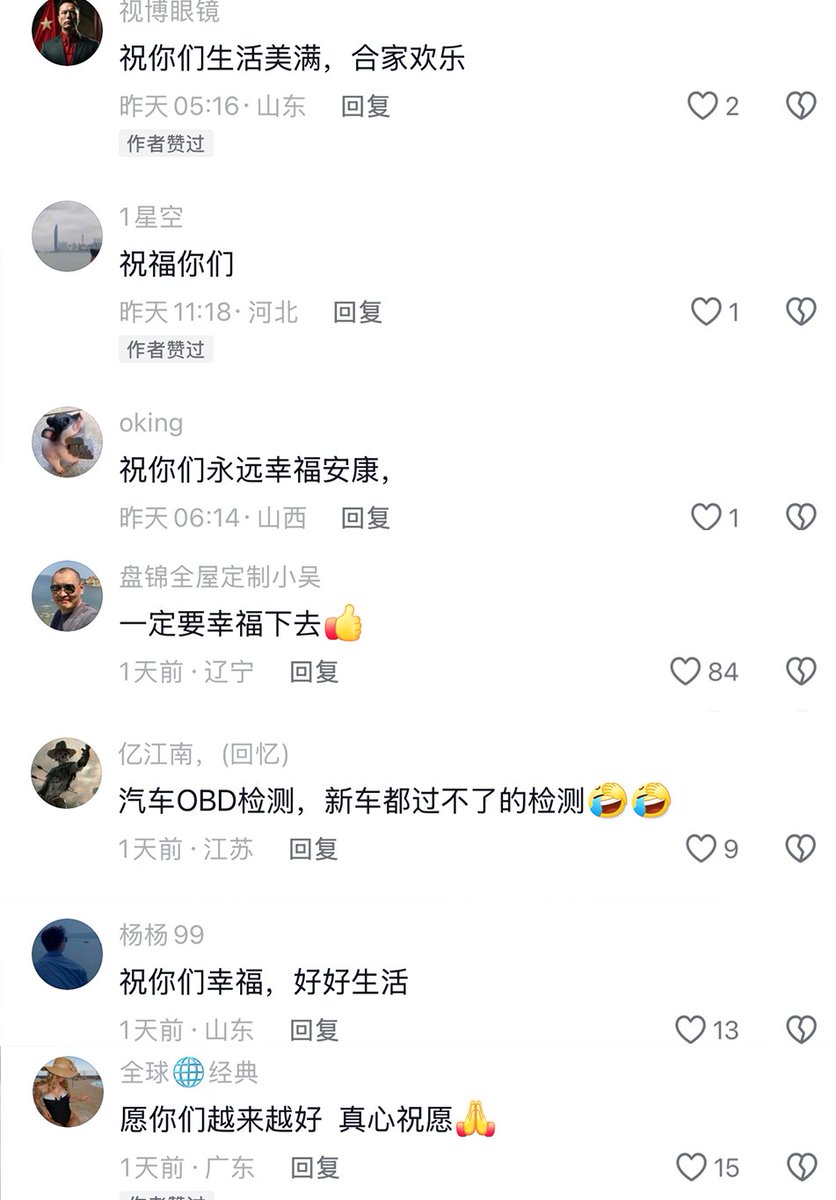 视博眼镜
祝你们生活美满，合家欢乐
昨天 05:16 · 山东 回复 2
作者赞过
1星空
祝福你们
昨天 11:18 · 河北 回复 1
作者赞过
oking
祝你们永远幸福安康，
昨天 06:14 · 山西 回复 1
盘锦全屋定制小吴
一定要幸福下去👍
1天前 · 辽宁 回复 84
亿江南，(回忆)
汽车OBD检测，新车都过不了的检测🤣🤣
1天前 · 江苏 回复 9
杨杨99
祝你们幸福，好好生活
1天前 · 山东 回复 13
全球🌐经典
愿你们越来越好 真心祝愿🙏
1天前 · 广东 回复 15
作者赞过